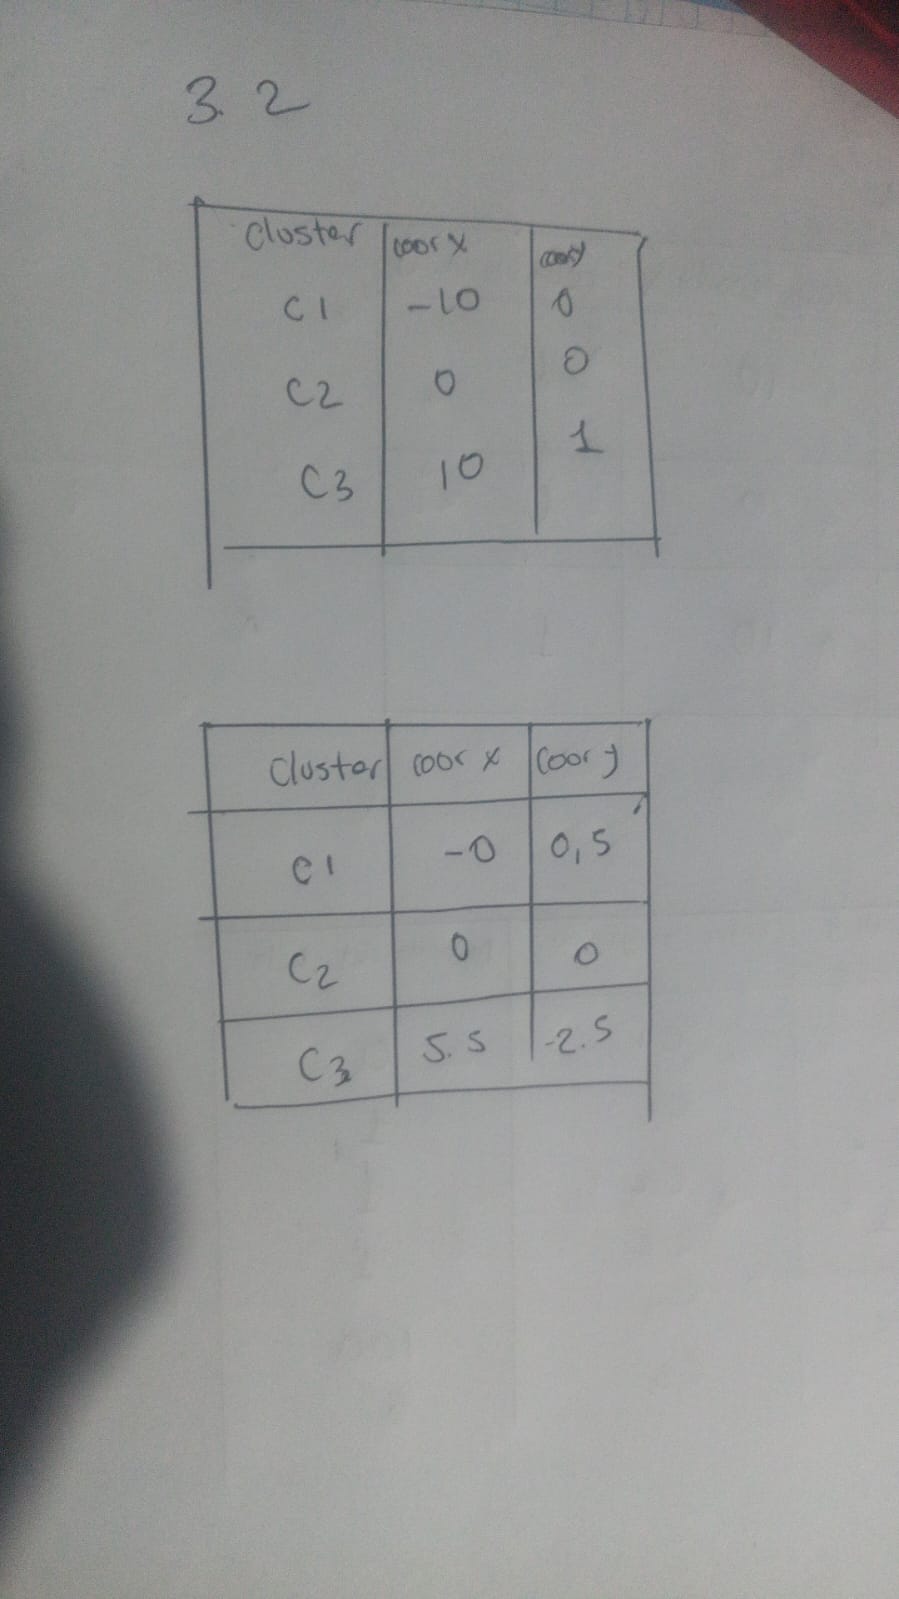 3.2
Cluster coor x coor y
C1 -10 0
C2 0 0
C3 10 1
Cluster coor x Coor y
C1 -0 0,5
C2 0 0
C3 5.5 -2.5